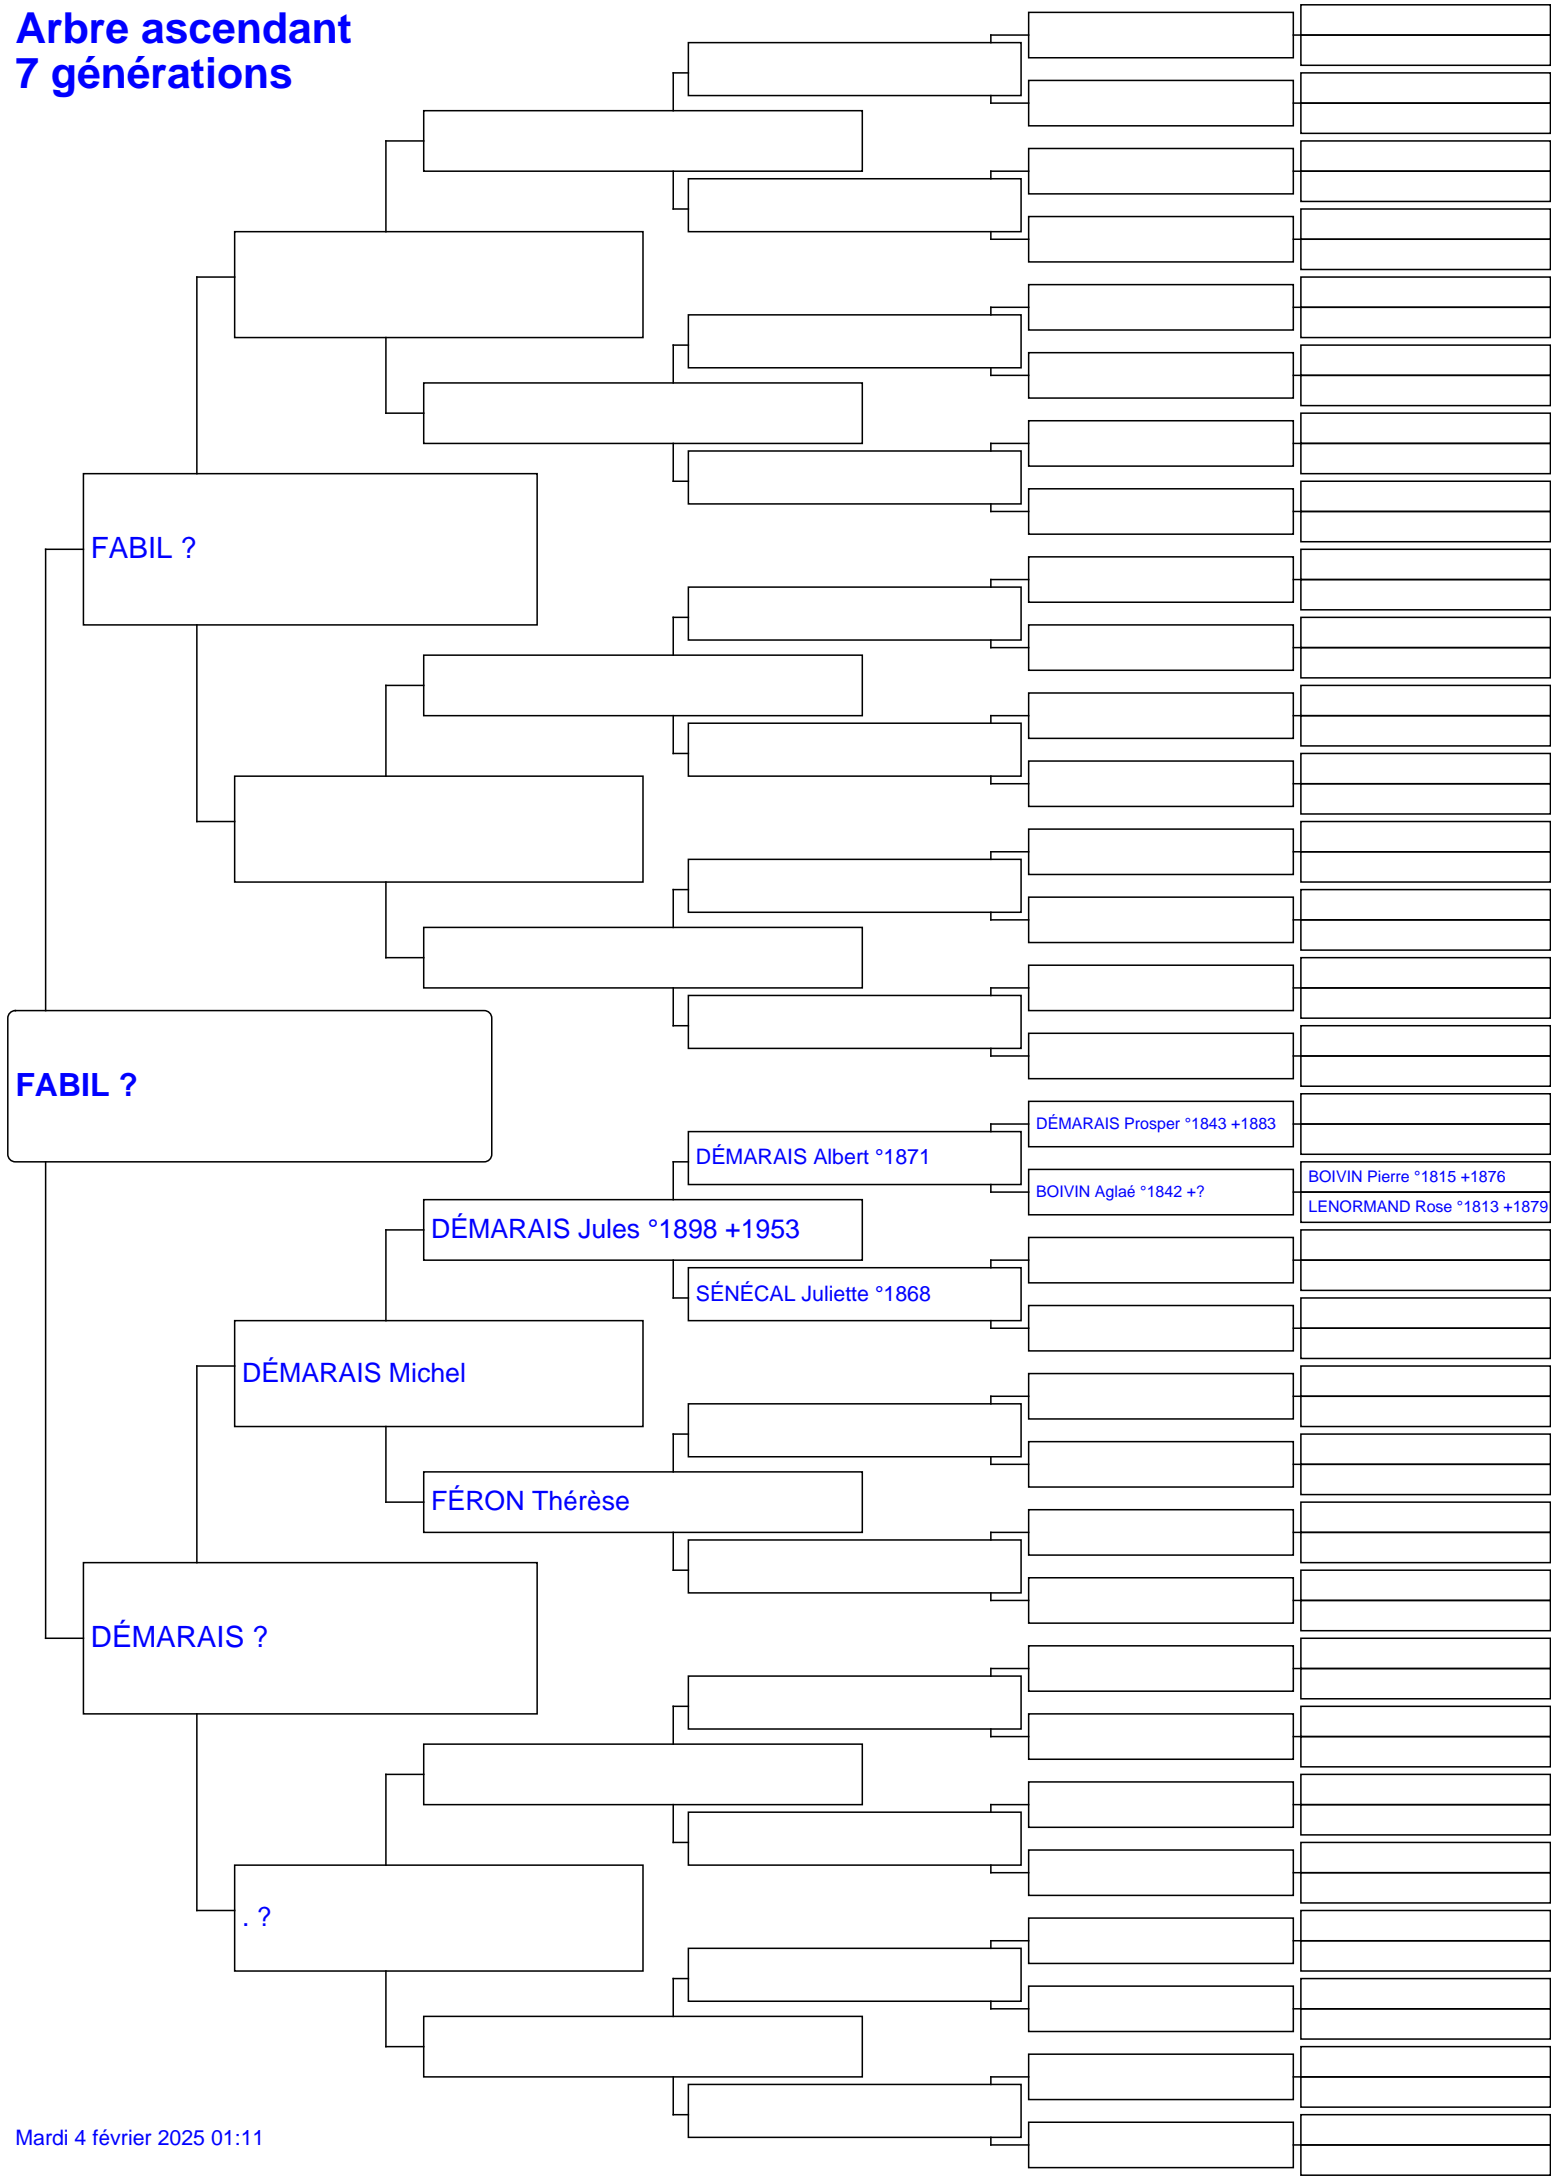 Arbre ascendant
7 générations
FABIL ?
FABIL ?
DÉMARAIS Prosper °1843 +1883
DÉMARAIS Albert °1871
BOIVIN Pierre °1815 +1876
BOIVIN Aglaé °1842 +?
LENORMAND Rose °1813 +1879
DÉMARAIS Jules °1898 +1953
SÉNÉCAL Juliette °1868
DÉMARAIS Michel
FÉRON Thérèse
DÉMARAIS ?
. ?
Mardi 4 février 2025 01:11